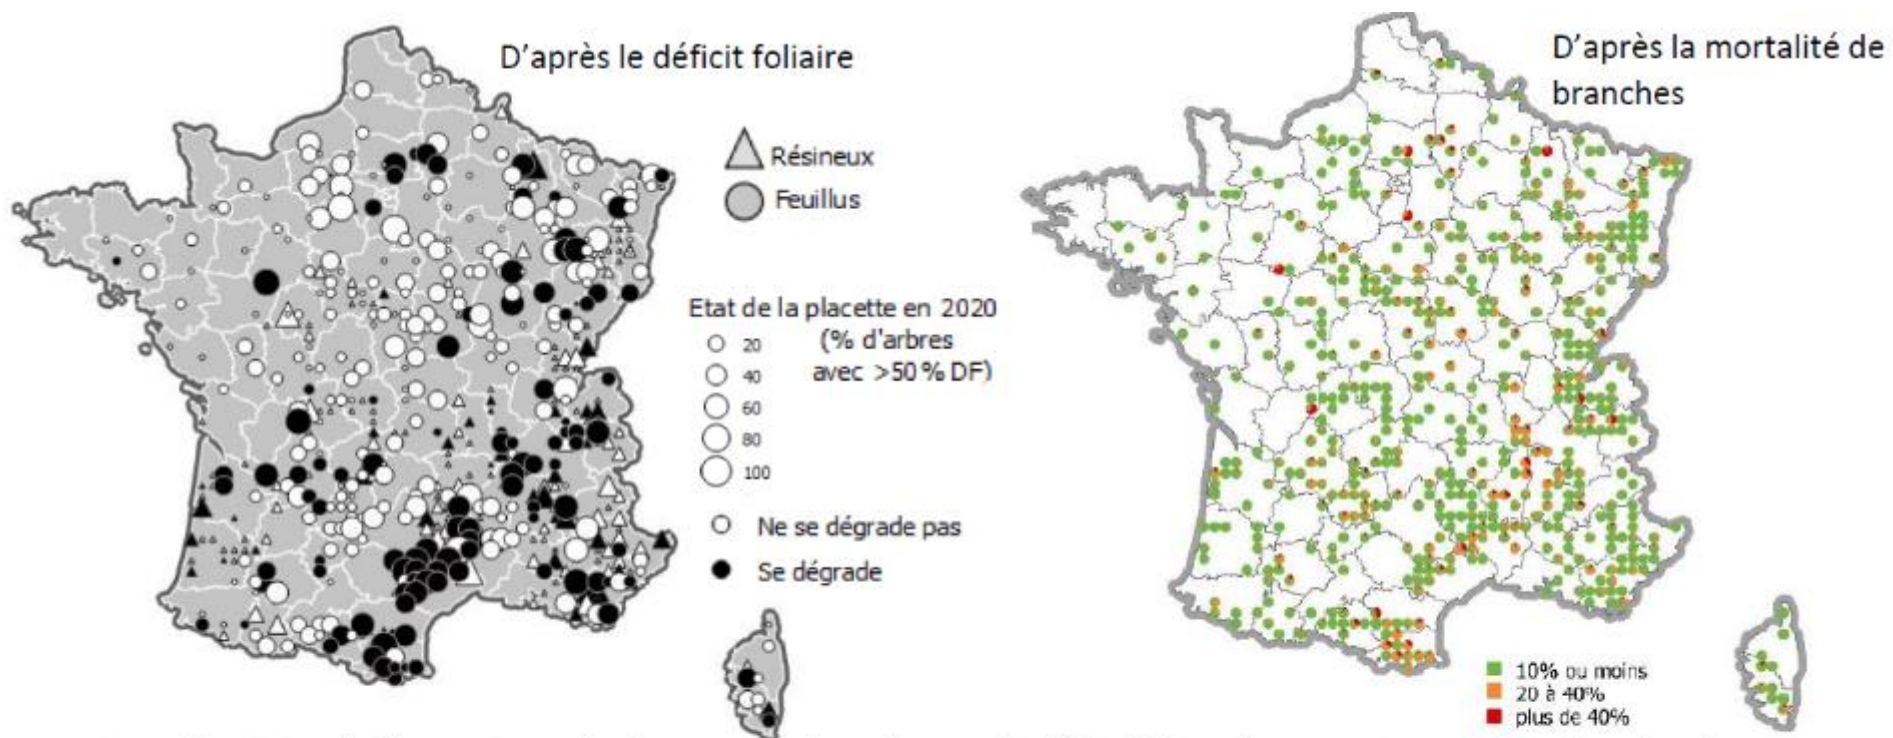 D'après le déficit foliaire
Résineux
Feuillus
Etat de la placette en 2020
(% d'arbres
avec >50% DF)
20
40
60
80
100
Ne se dégrade pas
Se dégrade
D'après la mortalité de
branches
10% ou moins
20 à 40%
plus de 40%